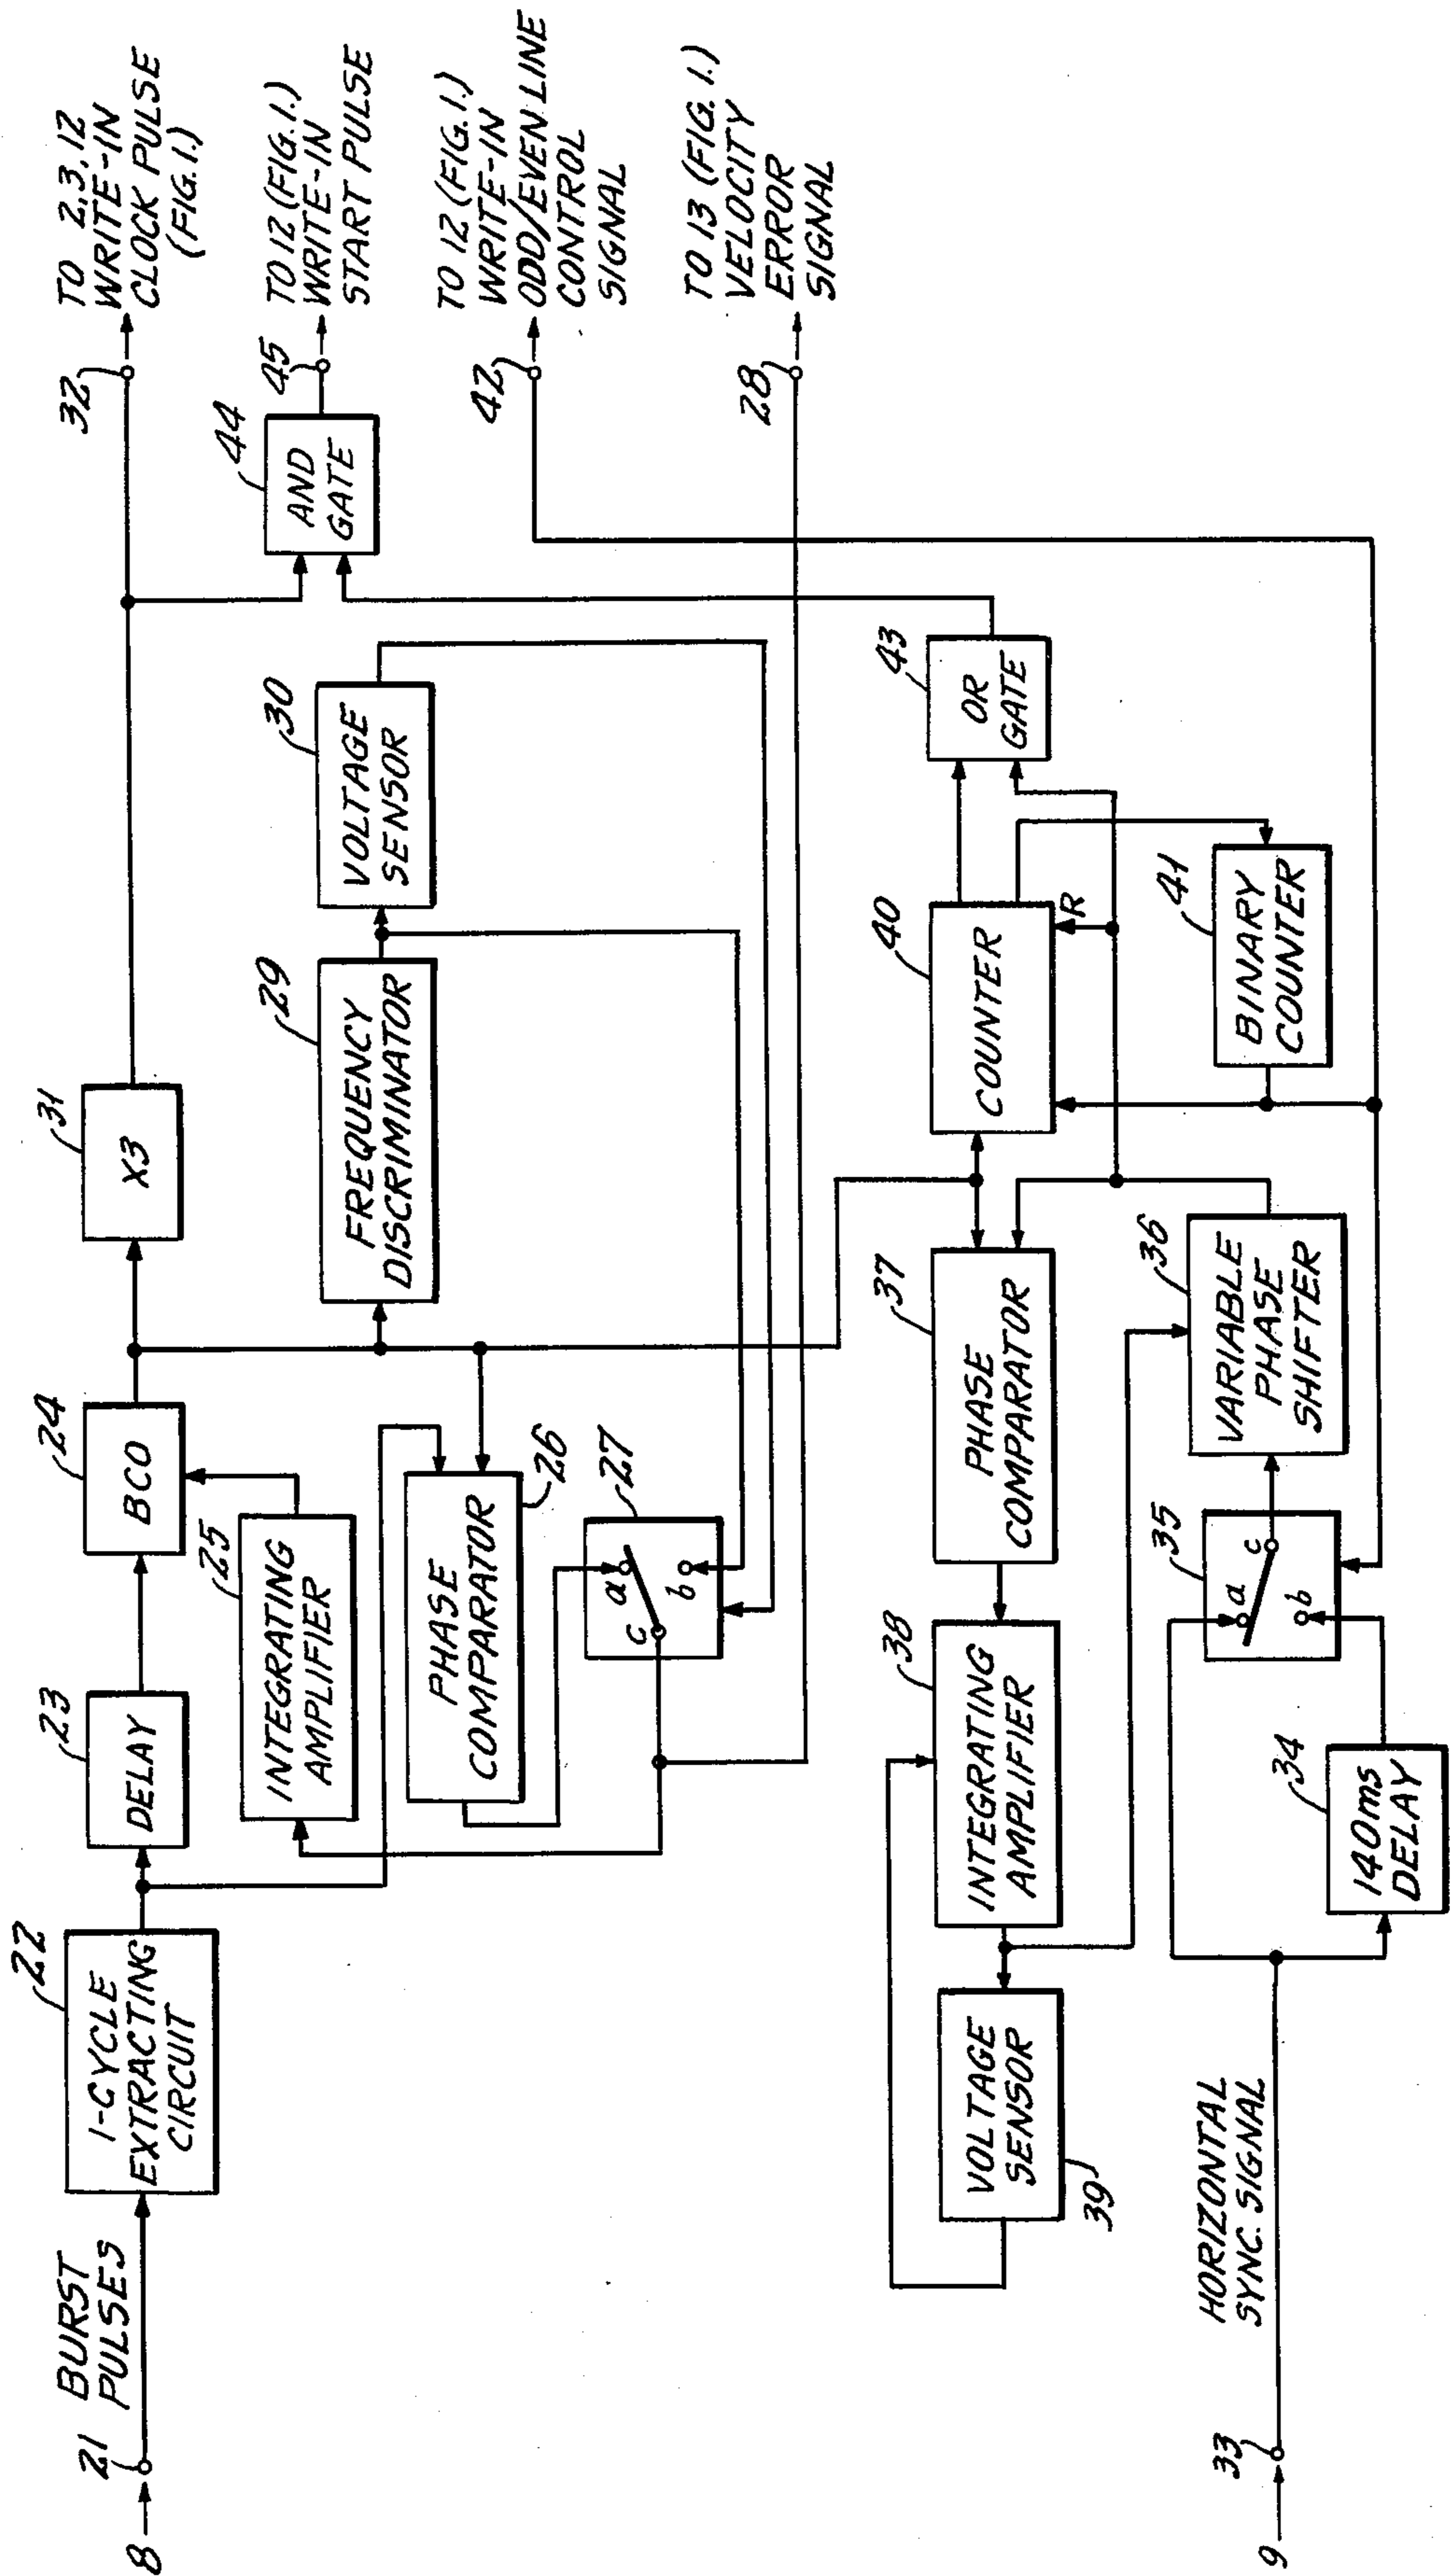 8
21
BURST
PULSES
22
1-CYCLE
EXTRACTING
CIRCUIT
23
DELAY
24
BCO
31
X3
32
TO 2,3,12
WRITE-IN
CLOCK PULSE
(FIG.1.)
25
INTEGRATING
AMPLIFIER
29
FREQUENCY
DISCRIMINATOR
30
VOLTAGE
SENSOR
44
AND
GATE
45
TO 12 (FIG.1.)
WRITE-IN
START PULSE
26
PHASE
COMPARATOR
27
a
b
c
42
TO 12 (FIG.1.)
WRITE-IN
ODD/EVEN LINE
CONTROL
SIGNAL
28
TO 13 (FIG.1.)
VELOCITY
ERROR
SIGNAL
39
VOLTAGE
SENSOR
38
INTEGRATING
AMPLIFIER
37
PHASE
COMPARATOR
40
COUNTER
R
43
OR
GATE
41
BINARY
COUNTER
9
33
HORIZONTAL
SYNC. SIGNAL
34
140ms
DELAY
35
a
b
c
36
VARIABLE
PHASE
SHIFTER